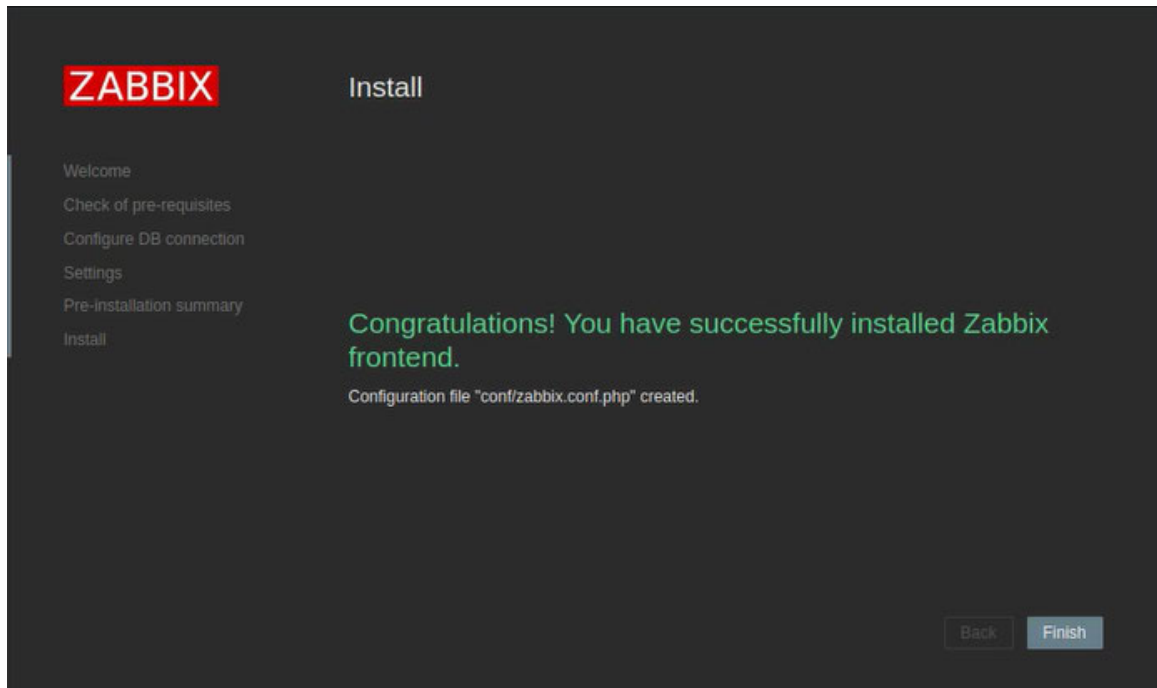 ZABBIX
Install
Welcome
Check of pre-requisites
Configure DB connection
Settings
Pre-installation summary
Install
Congratulations! You have successfully installed Zabbix
frontend.
Configuration file "conf/zabbix.conf.php" created.
Back
Finish